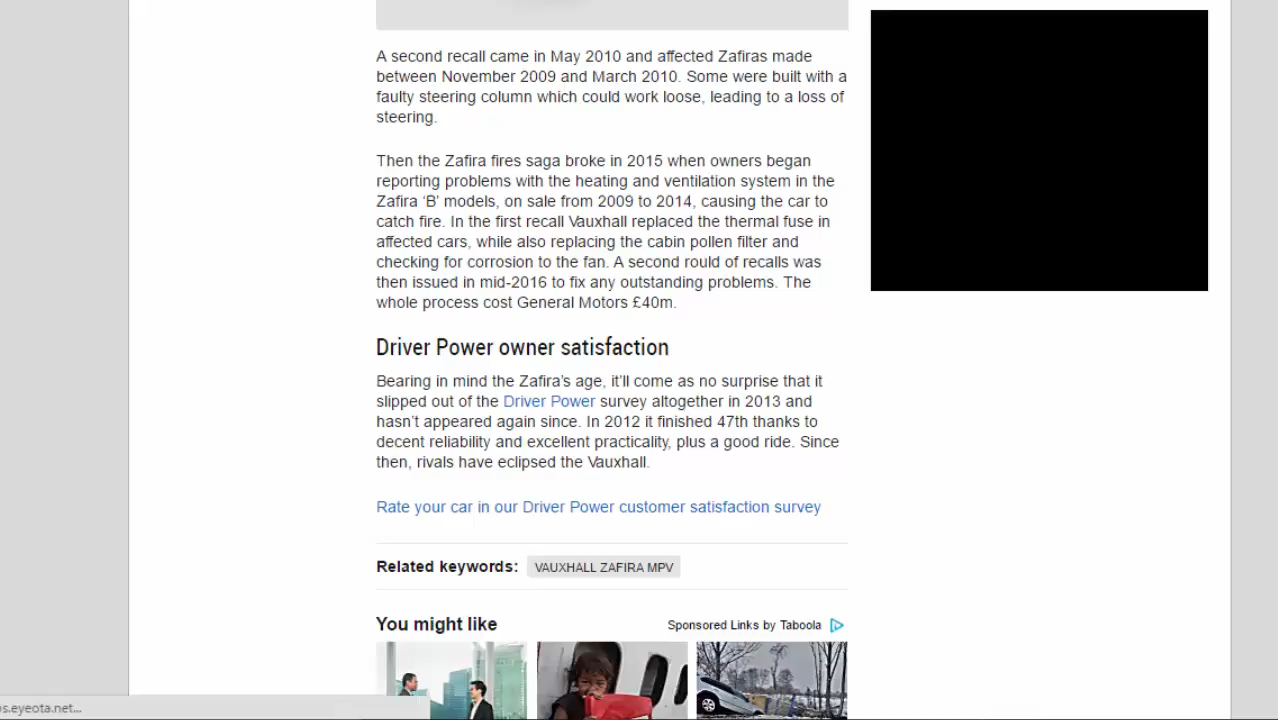 A second recall came in May 2010 and affected Zafiras made
between November 2009 and March 2010. Some were built with a
faulty steering column which could work loose, leading to a loss of
steering.
Then the Zafira fires saga broke in 2015 when owners began
reporting problems with the heating and ventilation system in the
Zafira ‘B’ models, on sale from 2009 to 2014, causing the car to
catch fire. In the first recall Vauxhall replaced the thermal fuse in
affected cars, while also replacing the cabin pollen filter and
checking for corrosion to the fan. A second rould of recalls was
then issued in mid-2016 to fix any outstanding problems. The
whole process cost General Motors £40m.
Driver Power owner satisfaction
Bearing in mind the Zafira’s age, it’ll come as no surprise that it
slipped out of the Driver Power survey altogether in 2013 and
hasn’t appeared again since. In 2012 it finished 47th thanks to
decent reliability and excellent practicality, plus a good ride. Since
then, rivals have eclipsed the Vauxhall.
Rate your car in our Driver Power customer satisfaction survey
Related keywords: VAUXHALL ZAFIRA MPV
You might like
Sponsored Links by Taboola
s.eyeota.net...